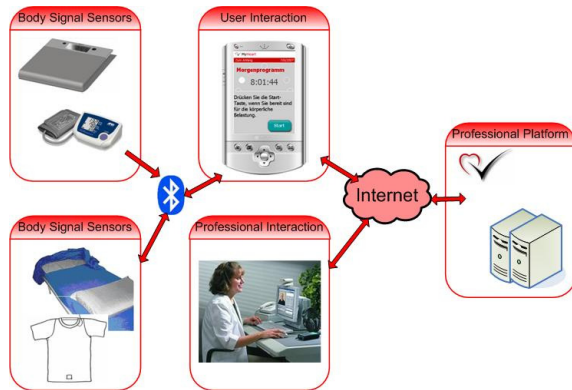 Body Signal Sensors
User Interaction
Morgenprogramm
8:01:44
Drücken Sie die Start-
Taste, wenn Sie bereit sind
für die körperliche
Belastung.
Start
Professional Platform
Internet
Body Signal Sensors
Professional Interaction